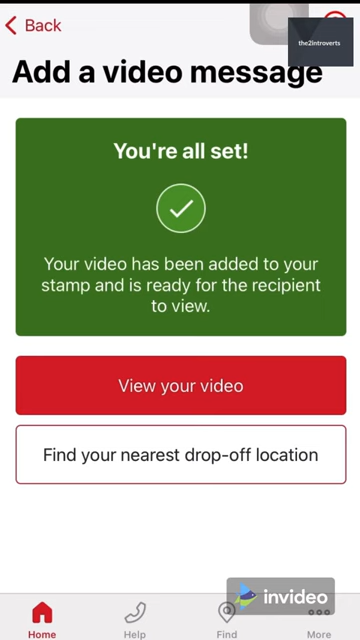 Back
the2introverts
Add a video message
You're all set!
Your video has been added to your
stamp and is ready for the recipient
to view.
View your video
Find your nearest drop-off location
invideo
Home
Help
Find
More